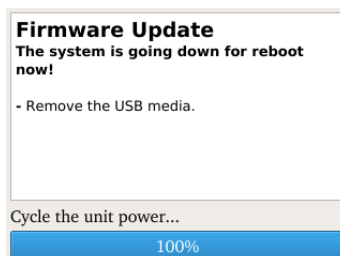 Firmware Update
The system is going down for reboot
now!
- Remove the USB media.
Cycle the unit power...
100%